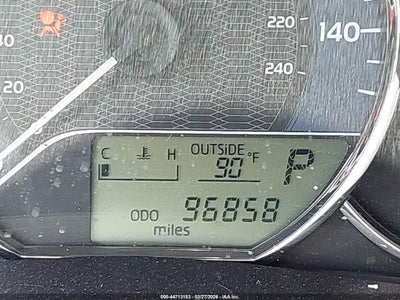 220
140
40
20
240
C H OUTSiDE
90 °F P
ODO 96858
miles
000-44713153 | 03/27/2026 | IAA Inc.